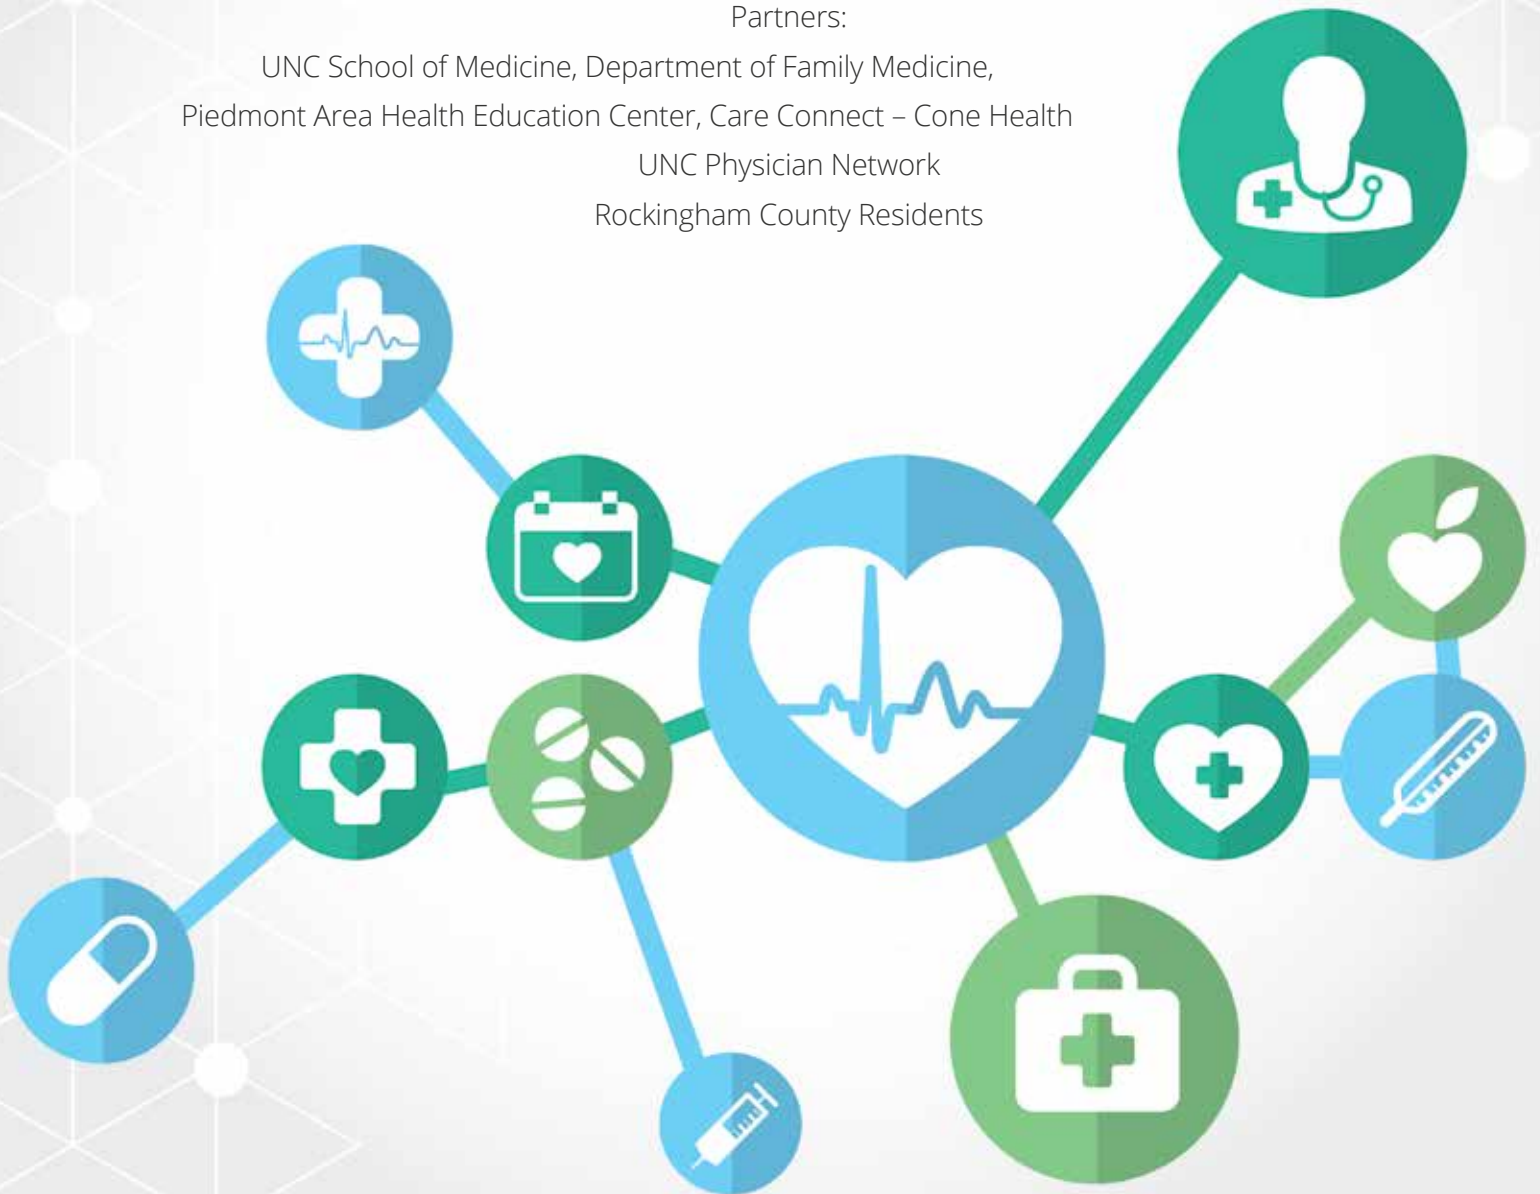 Partners:
UNC School of Medicine, Department of Family Medicine,
Piedmont Area Health Education Center, Care Connect – Cone Health
UNC Physician Network
Rockingham County Residents